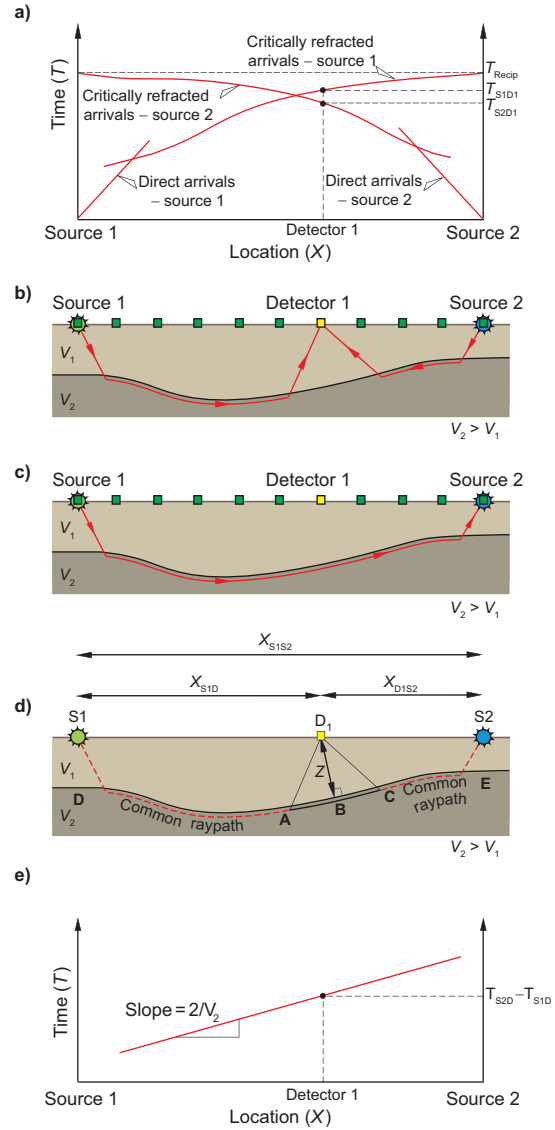 a)
Time (T)
Critically refracted
arrivals – source 1
Critically refracted
arrivals – source 2
T_Recip
T_S1D1
T_S2D1
Direct arrivals
– source 1
Direct arrivals
– source 2
Source 1
Detector 1
Source 2
Location (X)
b)
Source 1
Detector 1
Source 2
V₁
V₂
V₂ > V₁
c)
Source 1
Detector 1
Source 2
V₁
V₂
V₂ > V₁
X_S1S2
X_S1D
X_D1S2
d)
S1
D₁
S2
V₁
Z
D
E
C
Common raypath
Common
raypath
A
B
V₂
V₂ > V₁
e)
Time (T)
Slope = 2/V₂
T_S2D – T_S1D
Source 1
Detector 1
Source 2
Location (X)